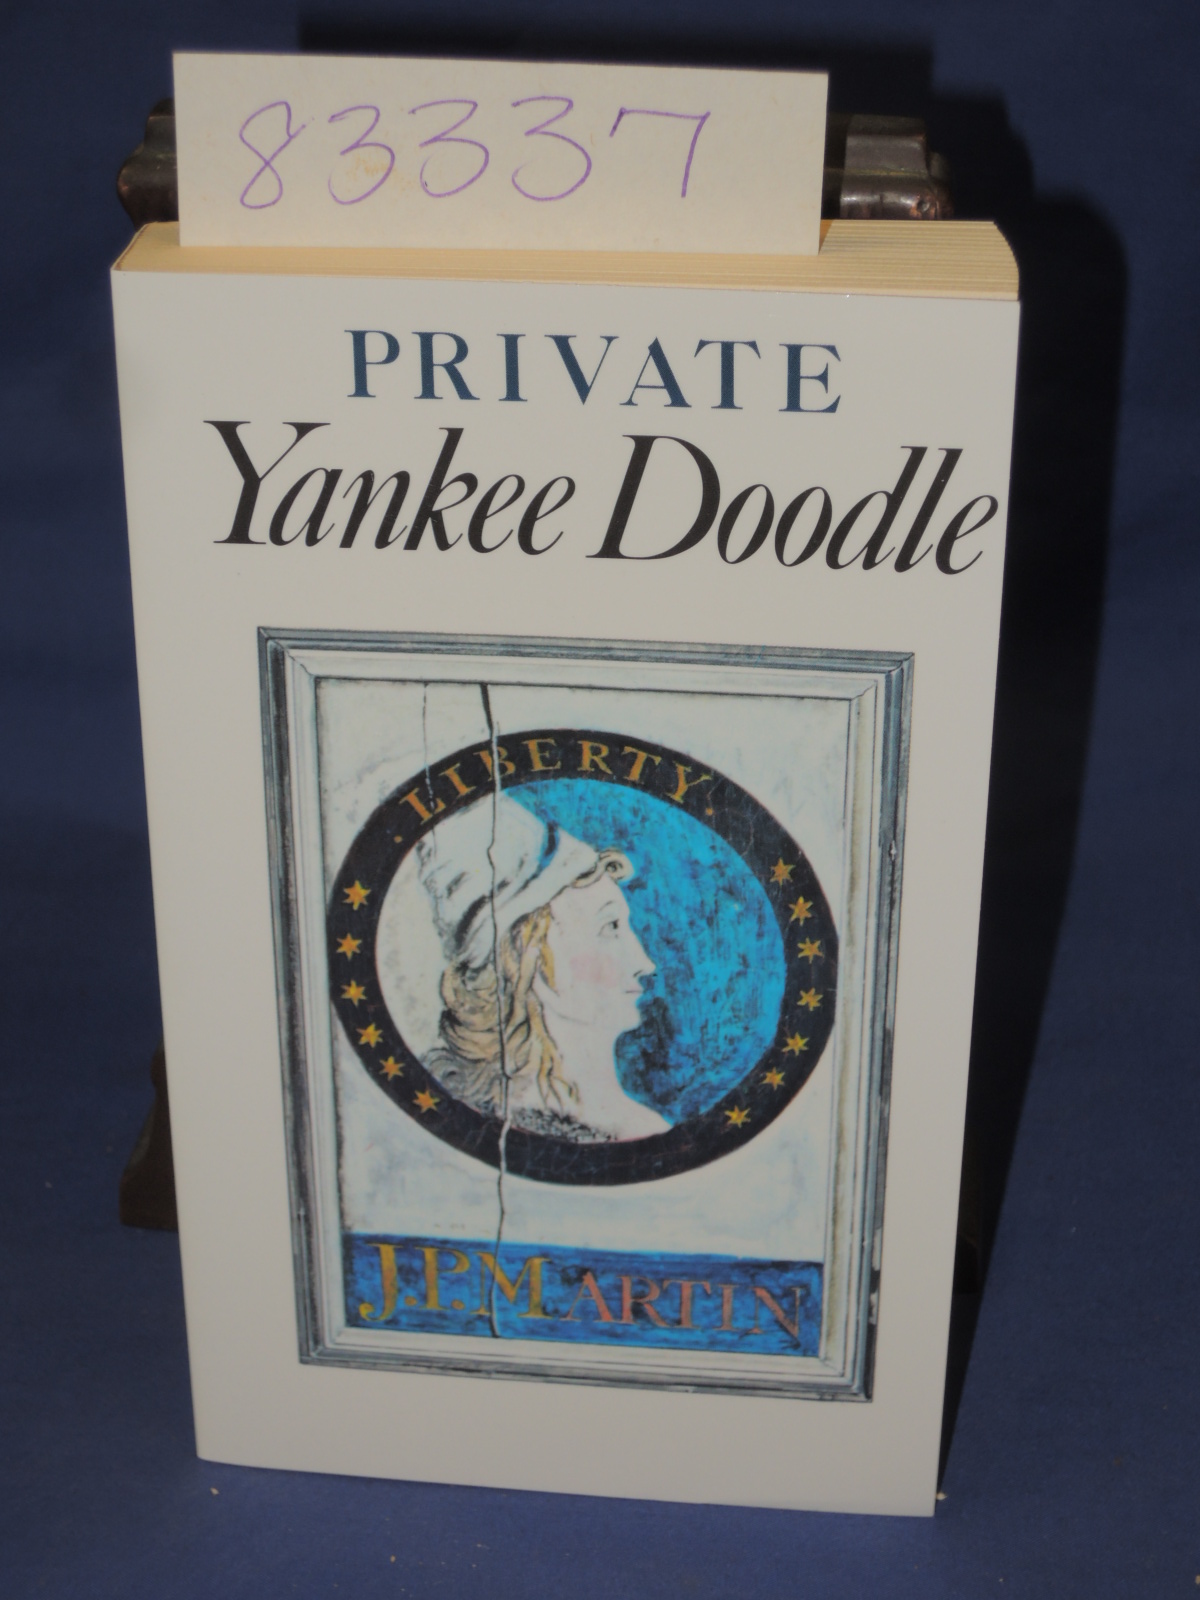 83337
PRIVATE
Yankee Doodle
· LIBERTY ·
J.P. MARTIN